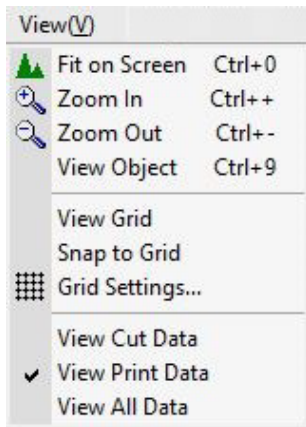 View(V)
Fit on Screen Ctrl+0
Zoom In Ctrl++
Zoom Out Ctrl+-
View Object Ctrl+9
View Grid
Snap to Grid
Grid Settings...
View Cut Data
View Print Data
View All Data